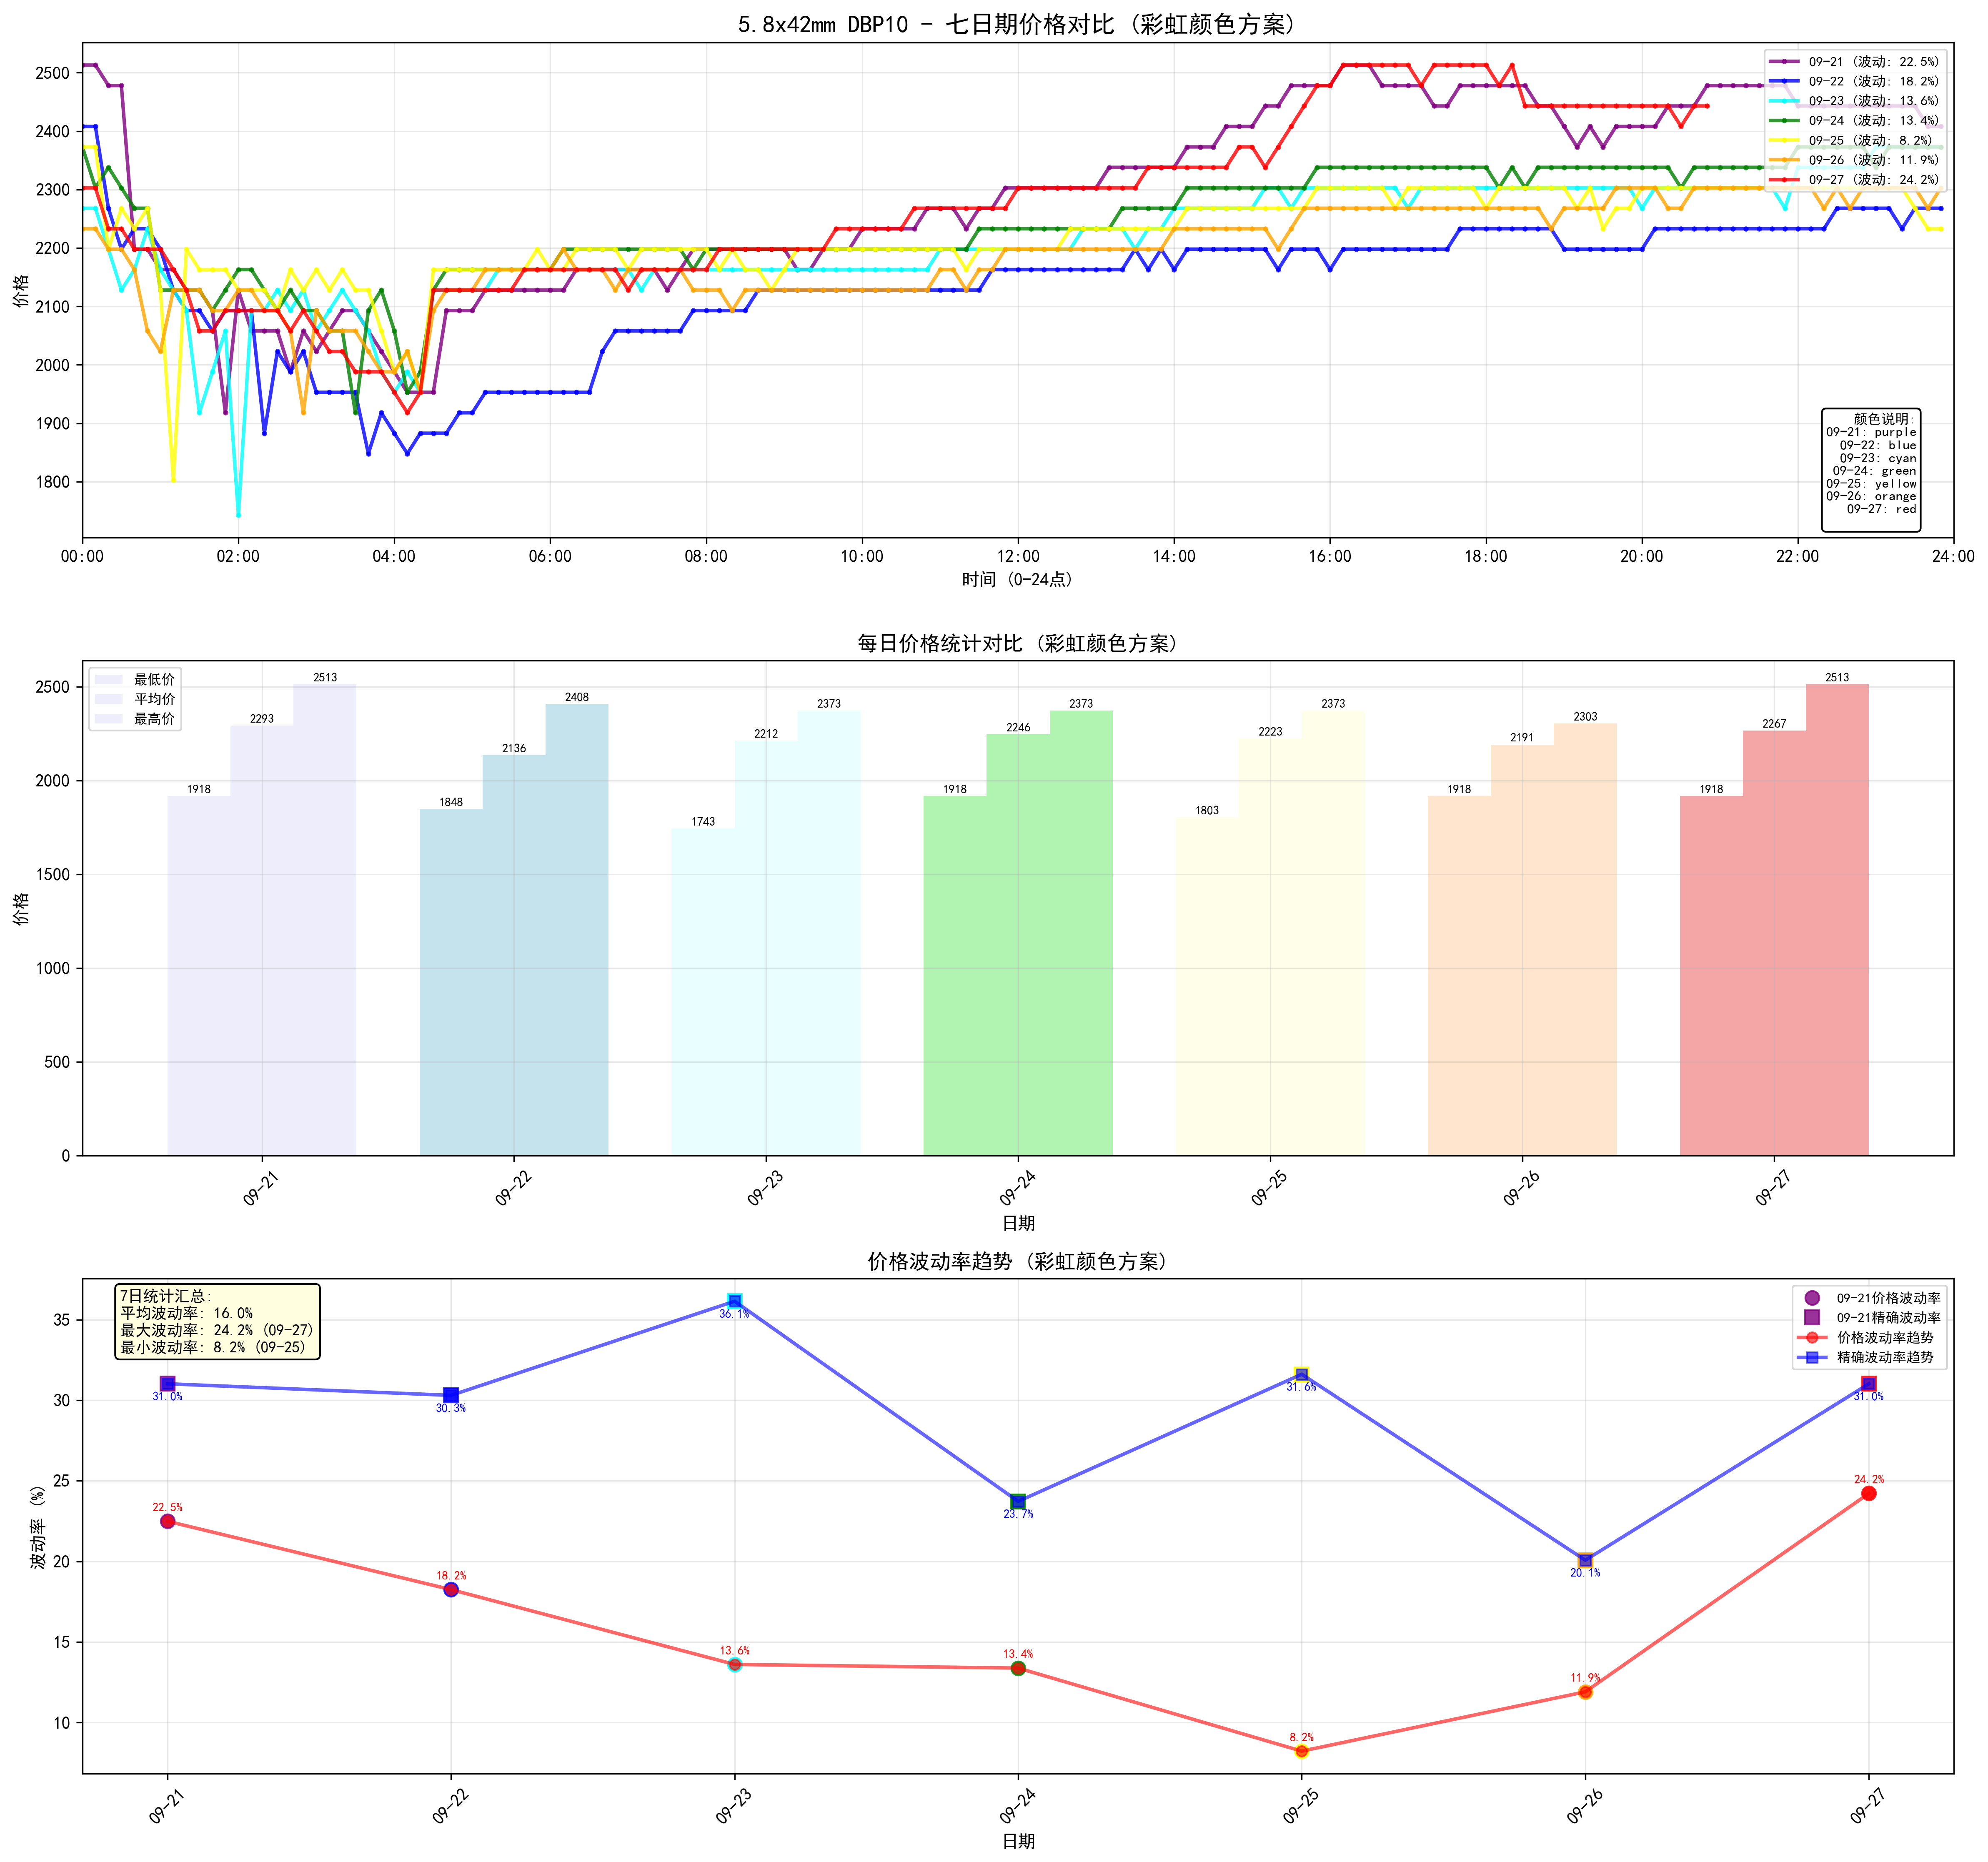 5.8x42mm DBP10 - 七日期价格对比 (彩虹颜色方案)
价格
2500
2400
2300
2200
2100
2000
1900
1800
09-21 (波动: 22.5%)
09-22 (波动: 18.2%)
09-23 (波动: 13.6%)
09-24 (波动: 13.4%)
09-25 (波动: 8.2%)
09-26 (波动: 11.9%)
09-27 (波动: 24.2%)
颜色说明:
09-21: purple
09-22: blue
09-23: cyan
09-24: green
09-25: yellow
09-26: orange
09-27: red
00:00 02:00 04:00 06:00 08:00 10:00 12:00 14:00 16:00 18:00 20:00 22:00 24:00
时间 (0-24点)
每日价格统计对比 (彩虹颜色方案)
价格
2500
2000
1500
1000
500
0
最低价
平均价
最高价
1918 2293 2513
1848 2136 2408
1743 2212 2373
1918 2246 2373
1803 2223 2373
1918 2191 2303
1918 2267 2513
09-21 09-22 09-23 09-24 09-25 09-26 09-27
日期
价格波动率趋势 (彩虹颜色方案)
波动率 (%)
35
30
25
20
15
10
7日统计汇总:
平均波动率: 16.0%
最大波动率: 24.2% (09-27)
最小波动率: 8.2% (09-25)
09-21价格波动率
09-21精确波动率
价格波动率趋势
精确波动率趋势
31.0% 30.3% 36.1% 23.7% 31.6% 20.1% 31.0%
22.5% 18.2% 13.6% 13.4% 8.2% 11.9% 24.2%
09-21 09-22 09-23 09-24 09-25 09-26 09-27
日期